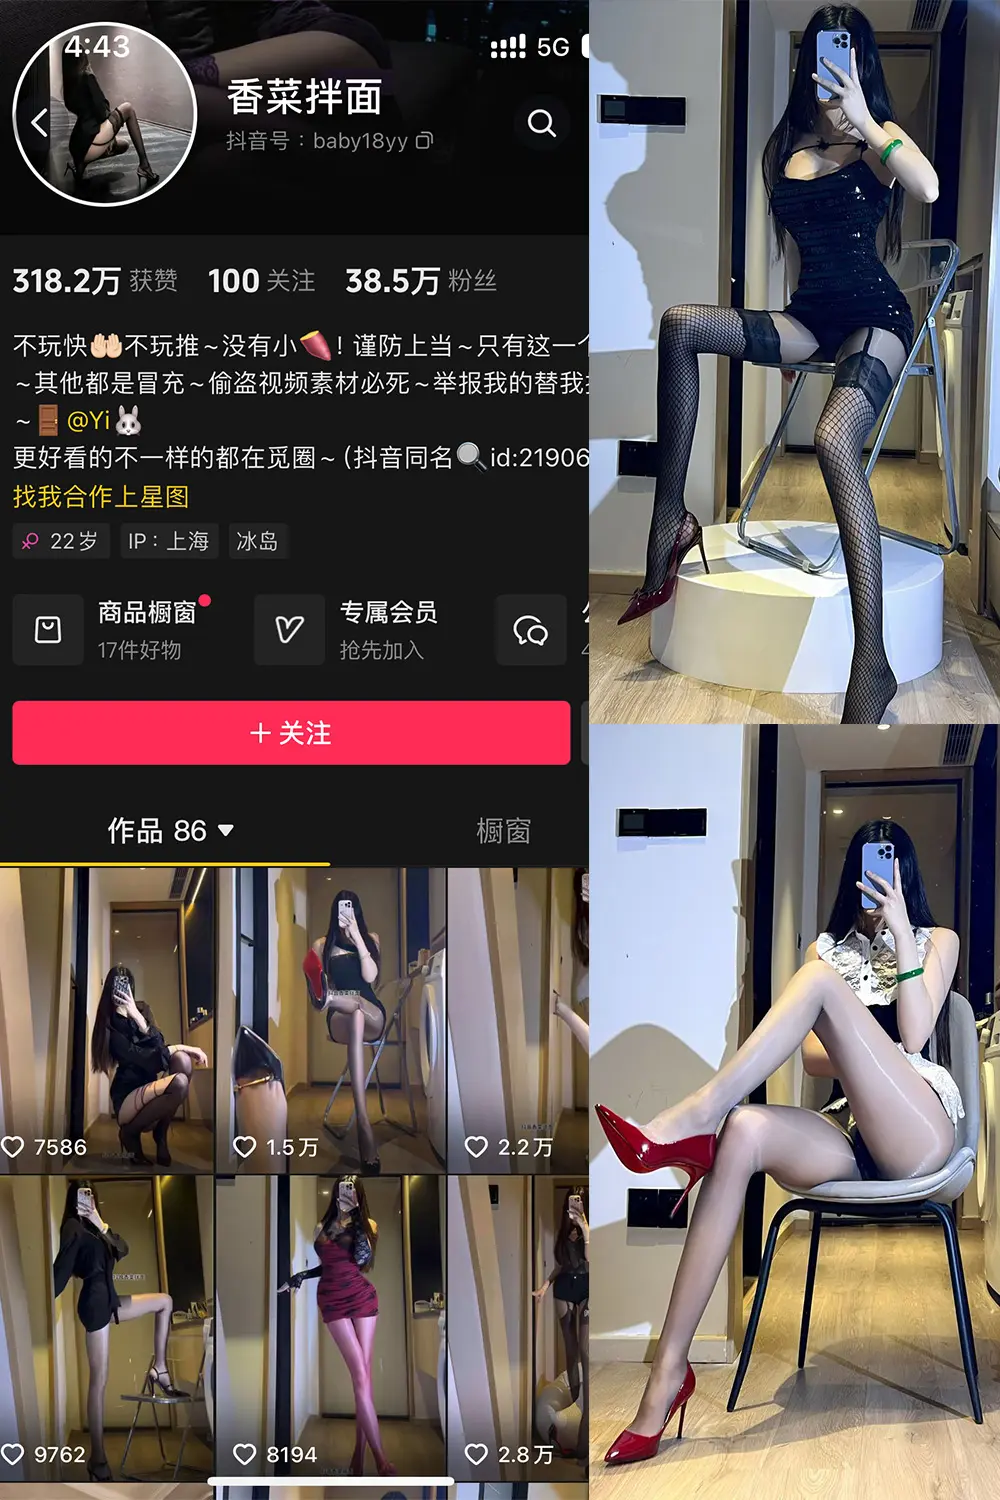 4:43
5G
香菜拌面
抖音号：baby18yy
318.2万 获赞 100 关注 38.5万 粉丝
不玩快🤲🏻不玩推～没有小🍠！谨防上当～只有这一个
～其他都是冒充～偷盗视频素材必死～举报我的替我
～🚪@Yi🐰
更好看的不一样的都在觅圈～（抖音同名🔍id:21906
找我合作上星图
22岁 IP：上海 冰岛
商品橱窗 专属会员
17件好物 抢先加入
＋关注
作品 86 橱窗
7586 1.5万 2.2万
9762 8194 2.8万